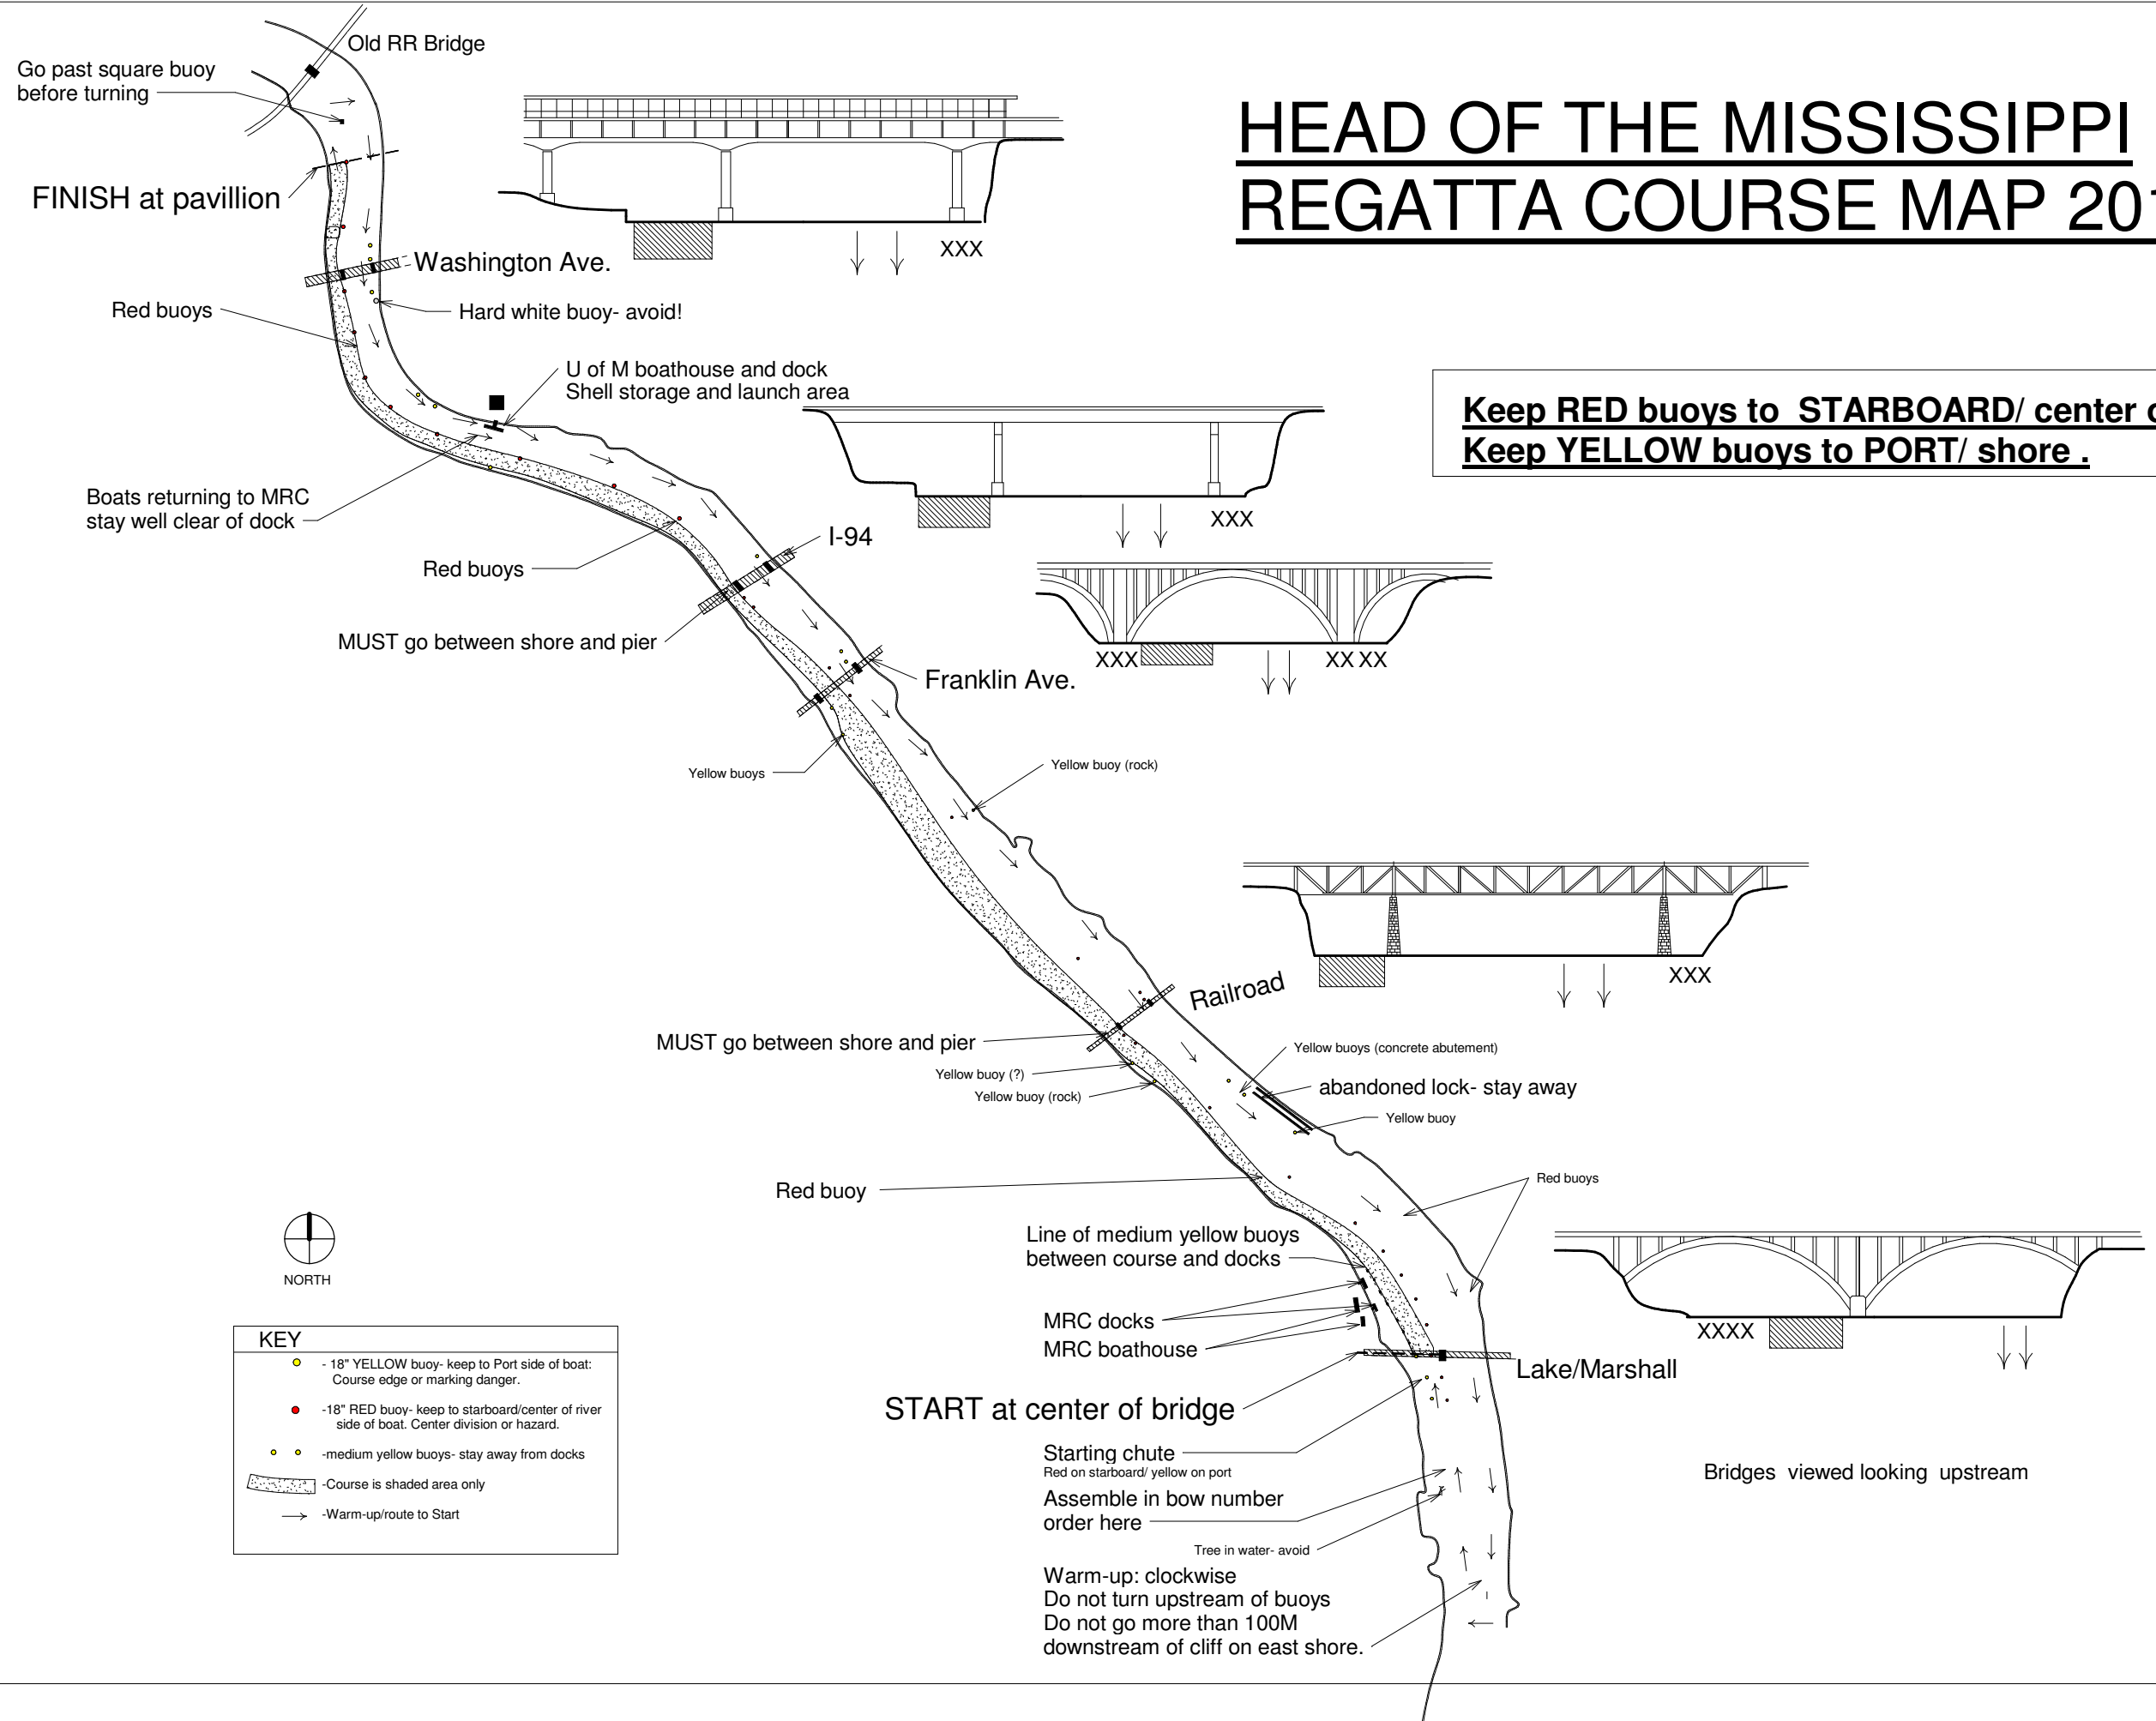 Old RR Bridge
Go past square buoy
before turning
HEAD OF THE MISSISSIPPI
REGATTA COURSE MAP 201
FINISH at pavillion
XXX
Washington Ave.
Red buoys
Hard white buoy- avoid!
U of M boathouse and dock
Shell storage and launch area
Keep RED buoys to STARBOARD/ center
Keep YELLOW buoys to PORT/ shore .
Boats returning to MRC
stay well clear of dock
XXX
I-94
Red buoys
MUST go between shore and pier
XXX
XX XX
Franklin Ave.
Yellow buoys
Yellow buoy (rock)
XXX
Railroad
MUST go between shore and pier
Yellow buoys (concrete abutement)
Yellow buoy (?)
abandoned lock- stay away
Yellow buoy (rock)
Yellow buoy
Red buoy
Red buoys
Line of medium yellow buoys
between course and docks
NORTH
MRC docks
XXXX
MRC boathouse
Lake/Marshall
START at center of bridge
KEY
- 18" YELLOW buoy- keep to Port side of boat:
Course edge or marking danger.
-18" RED buoy- keep to starboard/center of river
side of boat. Center division or hazard.
-medium yellow buoys- stay away from docks
-Course is shaded area only
-Warm-up/route to Start
Starting chute
Red on starboard/ yellow on port
Assemble in bow number
order here
Bridges viewed looking upstream
Tree in water- avoid
Warm-up: clockwise
Do not turn upstream of buoys
Do not go more than 100M
downstream of cliff on east shore.